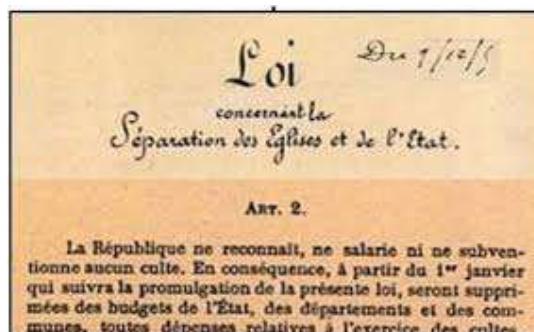 Loi
Du 9/12/5
concernant la
Séparation des Eglises et de l'Etat.
ART. 2.
La République ne reconnaît, ne salarie ni ne subven-
tionne aucun culte. En conséquence, à partir du 1er janvier
qui suivra la promulgation de la présente loi, seront suppri-
mées des budgets de l'État, des départements et des com-
munes, toutes dépenses relatives à l'exercice des cultes.